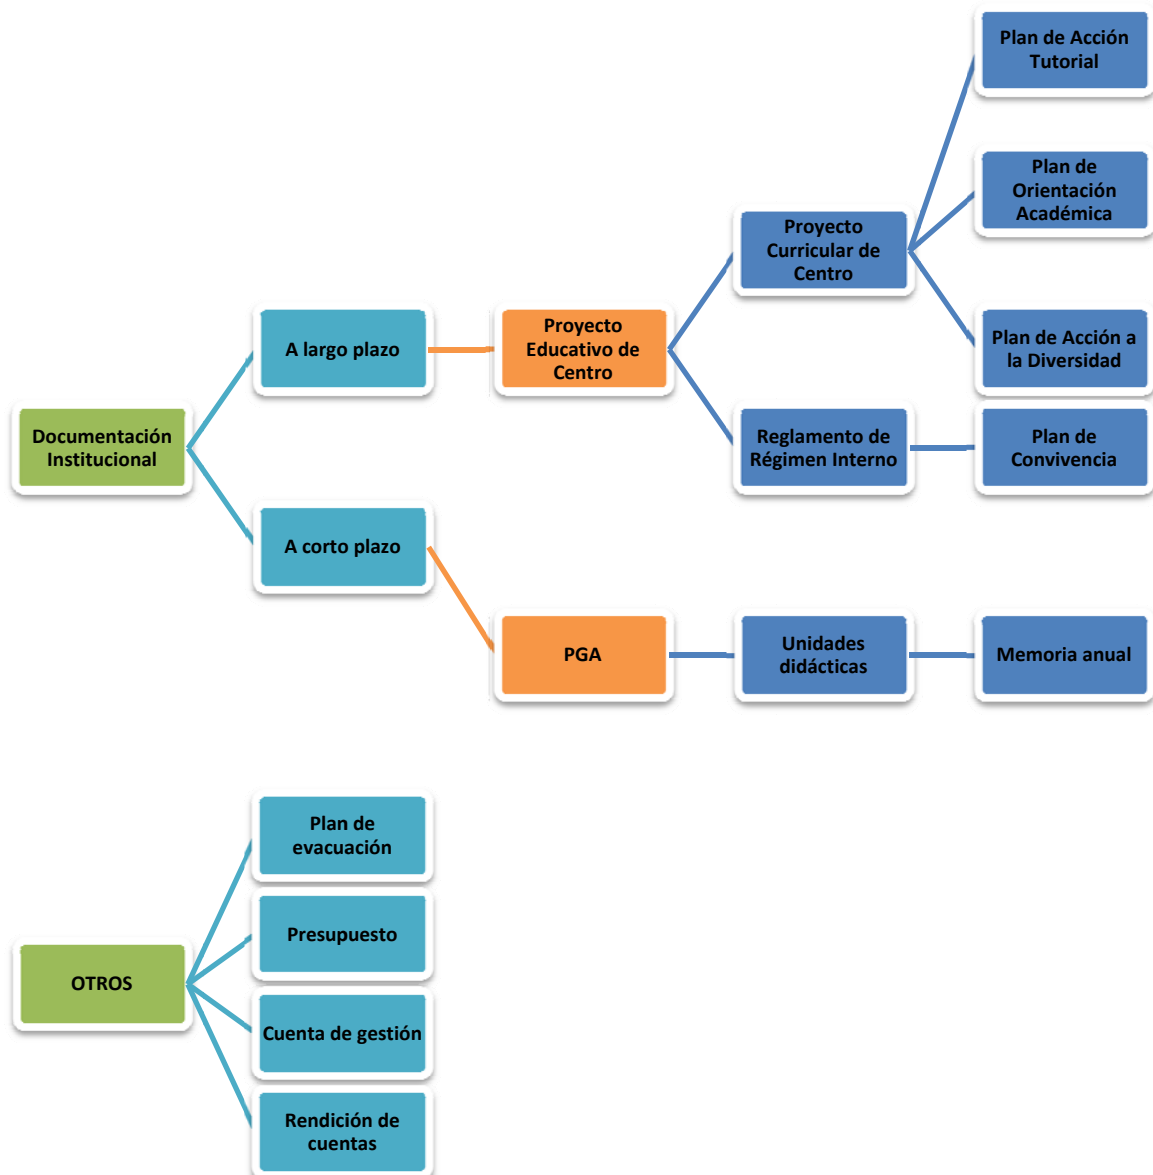 Plan de Acción
Tutorial
Plan de
Orientación
Académica
Proyecto
Curricular de
Centro
A largo plazo
Proyecto
Educativo de
Centro
Plan de Acción a
la Diversidad
Documentación
Institucional
Reglamento de
Régimen Interno
Plan de
Convivencia
A corto plazo
PGA
Unidades
didácticas
Memoria anual
Plan de
evacuación
Presupuesto
OTROS
Cuenta de gestión
Rendición de
cuentas